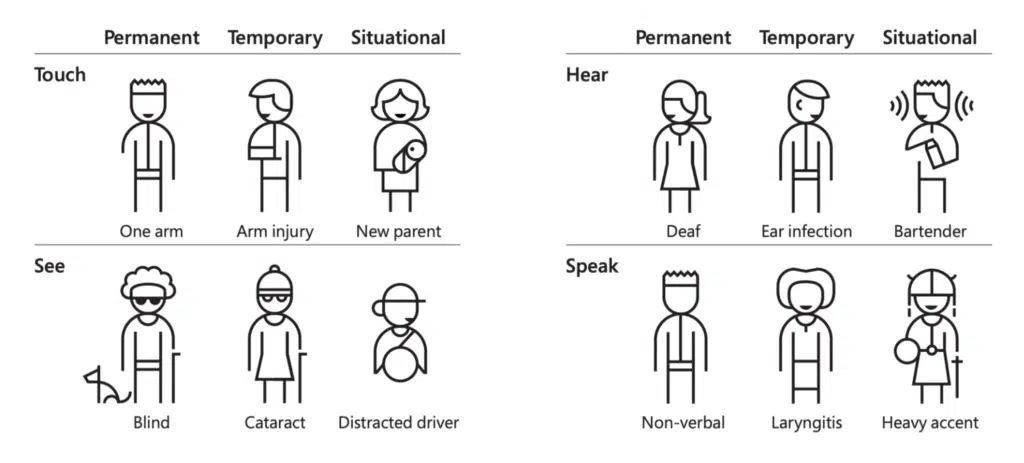 Permanent Temporary Situational
Touch
One arm Arm injury New parent
See
Blind Cataract Distracted driver
Permanent Temporary Situational
Hear
Deaf Ear infection Bartender
Speak
Non-verbal Laryngitis Heavy accent